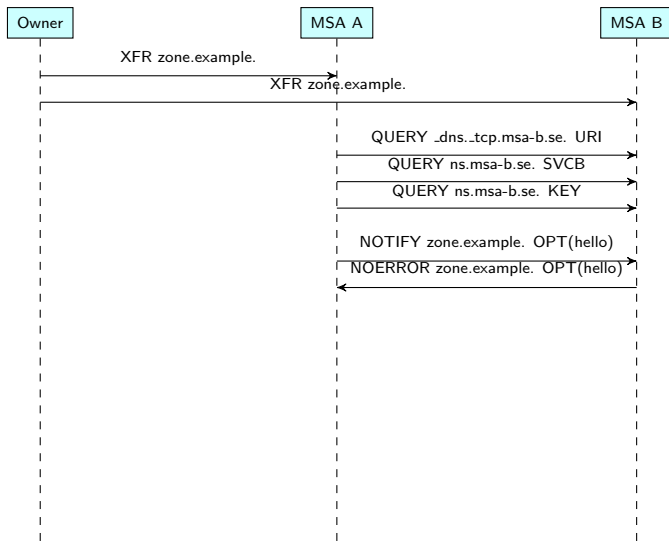 Owner
MSA A
MSA B
XFR zone.example.
XFR zone.example.
QUERY _dns._tcp.msa-b.se. URI
QUERY ns.msa-b.se. SVCB
QUERY ns.msa-b.se. KEY
NOTIFY zone.example. OPT(hello)
NOERROR zone.example. OPT(hello)